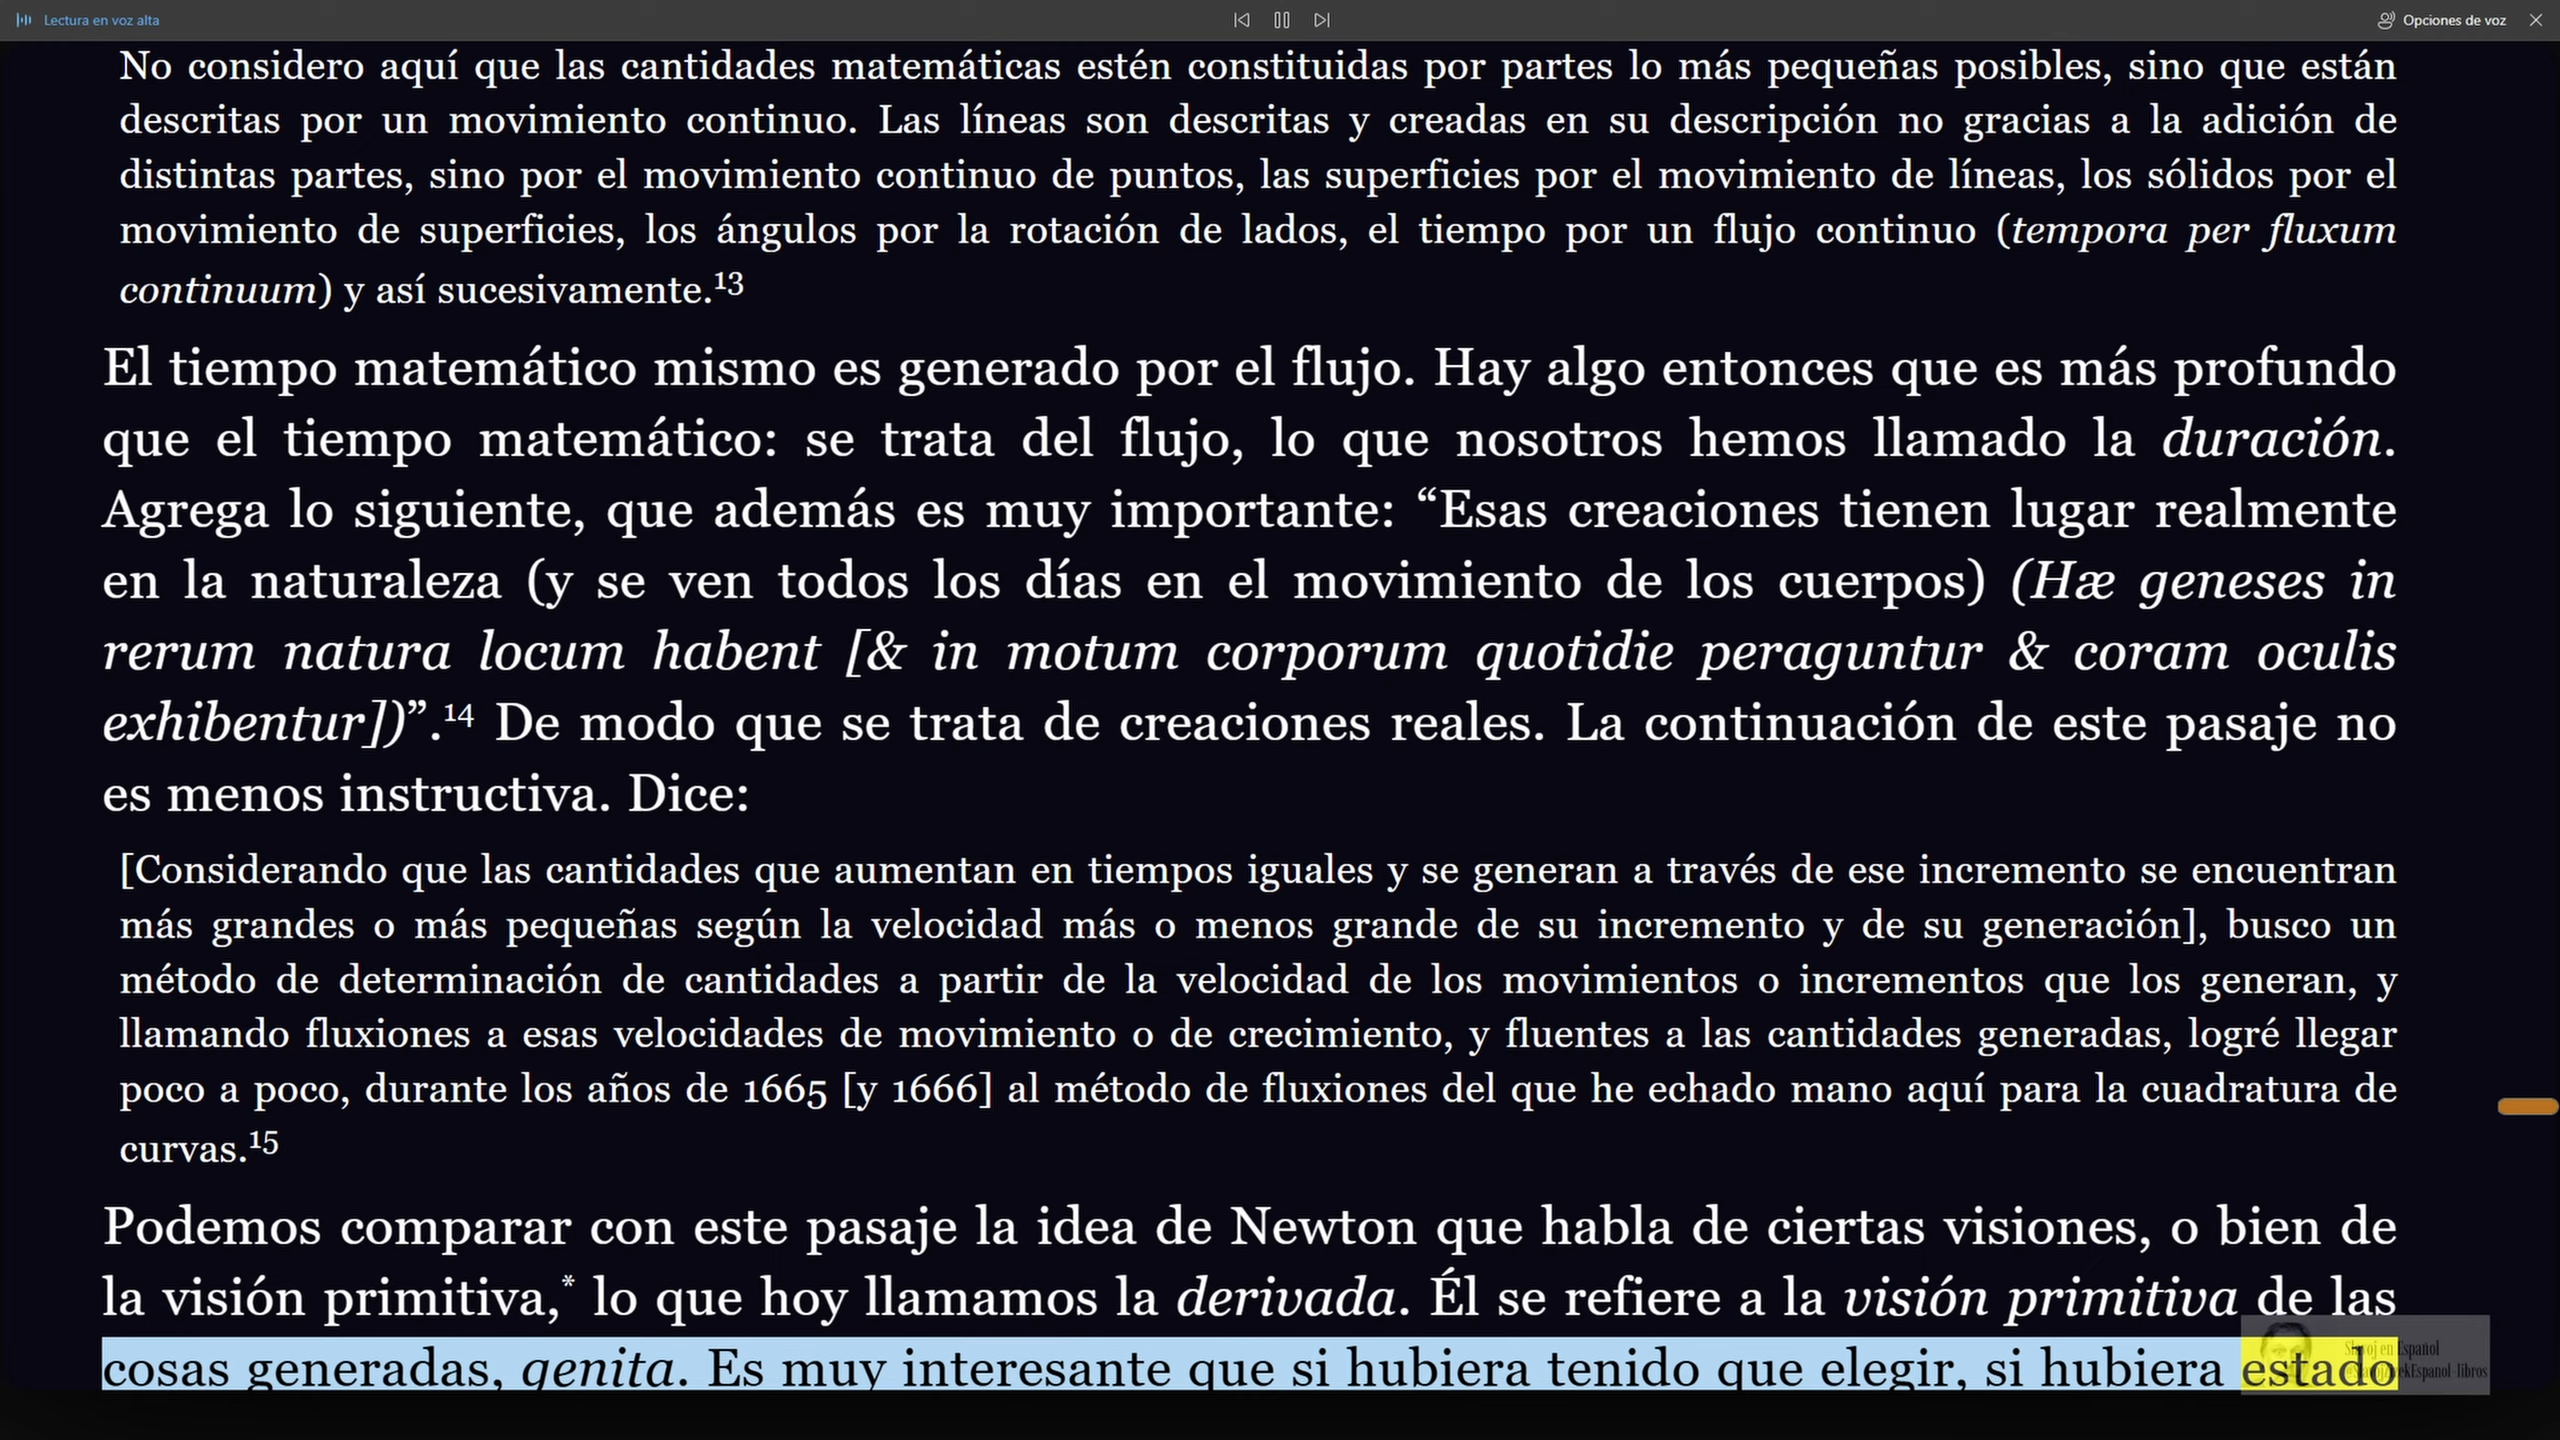 Lectura en voz alta
Opciones de voz
No considero aquí que las cantidades matemáticas estén constituidas por partes lo más pequeñas posibles, sino que están
descritas por un movimiento continuo. Las líneas son descritas y creadas en su descripción no gracias a la adición de
distintas partes, sino por el movimiento continuo de puntos, las superficies por el movimiento de líneas, los sólidos por el
movimiento de superficies, los ángulos por la rotación de lados, el tiempo por un flujo continuo (tempora per fluxum
continuum) y así sucesivamente.13
El tiempo matemático mismo es generado por el flujo. Hay algo entonces que es más profundo
que el tiempo matemático: se trata del flujo, lo que nosotros hemos llamado la duración.
Agrega lo siguiente, que además es muy importante: “Esas creaciones tienen lugar realmente
en la naturaleza (y se ven todos los días en el movimiento de los cuerpos) (Hæ geneses in
rerum natura locum habent [& in motum corporum quotidie peraguntur & coram oculis
exhibentur])”.14 De modo que se trata de creaciones reales. La continuación de este pasaje no
es menos instructiva. Dice:
[Considerando que las cantidades que aumentan en tiempos iguales y se generan a través de ese incremento se encuentran
más grandes o más pequeñas según la velocidad más o menos grande de su incremento y de su generación], busco un
método de determinación de cantidades a partir de la velocidad de los movimientos o incrementos que los generan, y
llamando fluxiones a esas velocidades de movimiento o de crecimiento, y fluentes a las cantidades generadas, logré llegar
poco a poco, durante los años de 1665 [y 1666] al método de fluxiones del que he echado mano aquí para la cuadratura de
curvas.15
Podemos comparar con este pasaje la idea de Newton que habla de ciertas visiones, o bien de
la visión primitiva,* lo que hoy llamamos la derivada. Él se refiere a la visión primitiva de las
cosas generadas, genita. Es muy interesante que si hubiera tenido que elegir, si hubiera estado
en Español